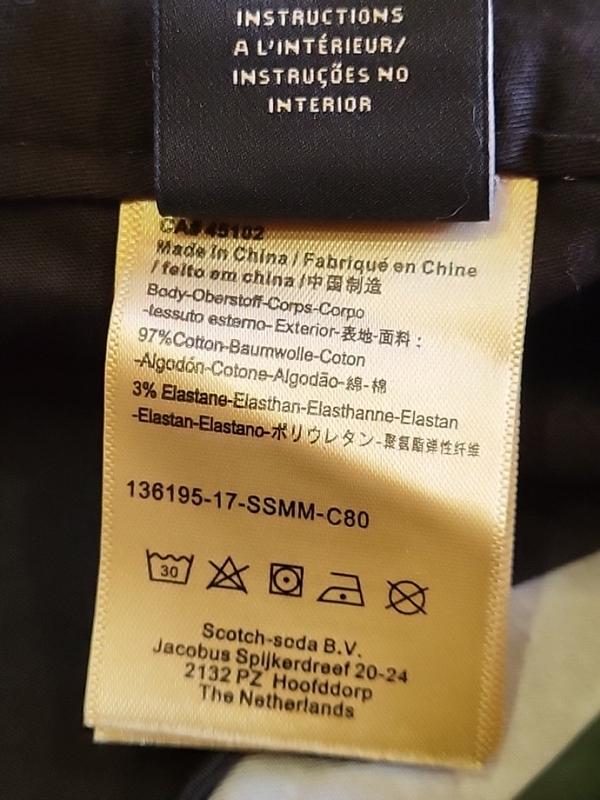 INSTRUCTIONS
A L'INTÉRIEUR/
INSTRUÇÕES NO
INTERIOR
CA# 45102
Made in China / Fabriqué en Chine
/ feito em china /中国制造
Body-Oberstoff-Corps-Corpo
-tessuto esterno-Exterior-表地-面料:
97%Cotton-Baumwolle-Coton
-Algodón-Cotone-Algodão-綿-棉
3% Elastane-Elasthan-Elasthanne-Elastan
-Elastan-Elastano-ポリウレタン-聚氨酯弹性纤维
136195-17-SSMM-C80
30
Scotch-soda B.V.
Jacobus Spijkerdreef 20-24
2132 PZ Hoofddorp
The Netherlands